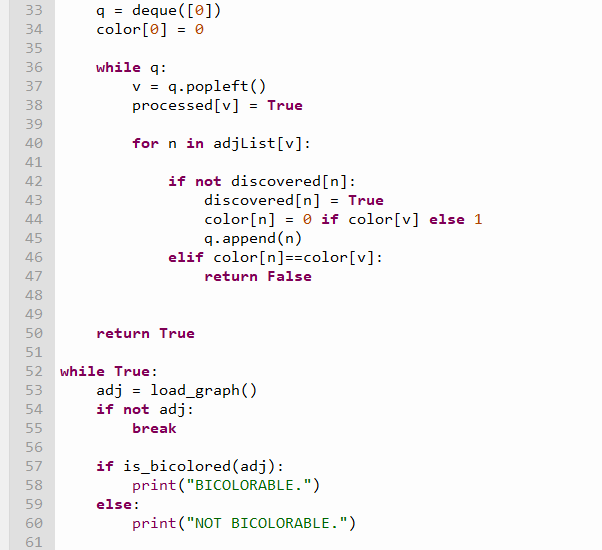 33 q = deque([0])
34 color[0] = 0
35
36 while q:
37 v = q.popleft()
38 processed[v] = True
39
40 for n in adjList[v]:
41
42 if not discovered[n]:
43 discovered[n] = True
44 color[n] = 0 if color[v] else 1
45 q.append(n)
46 elif color[n]==color[v]:
47 return False
48
49
50 return True
51
52 while True:
53 adj = load_graph()
54 if not adj:
55 break
56
57 if is_bicolored(adj):
58 print("BICOLORABLE.")
59 else:
60 print("NOT BICOLORABLE.")
61